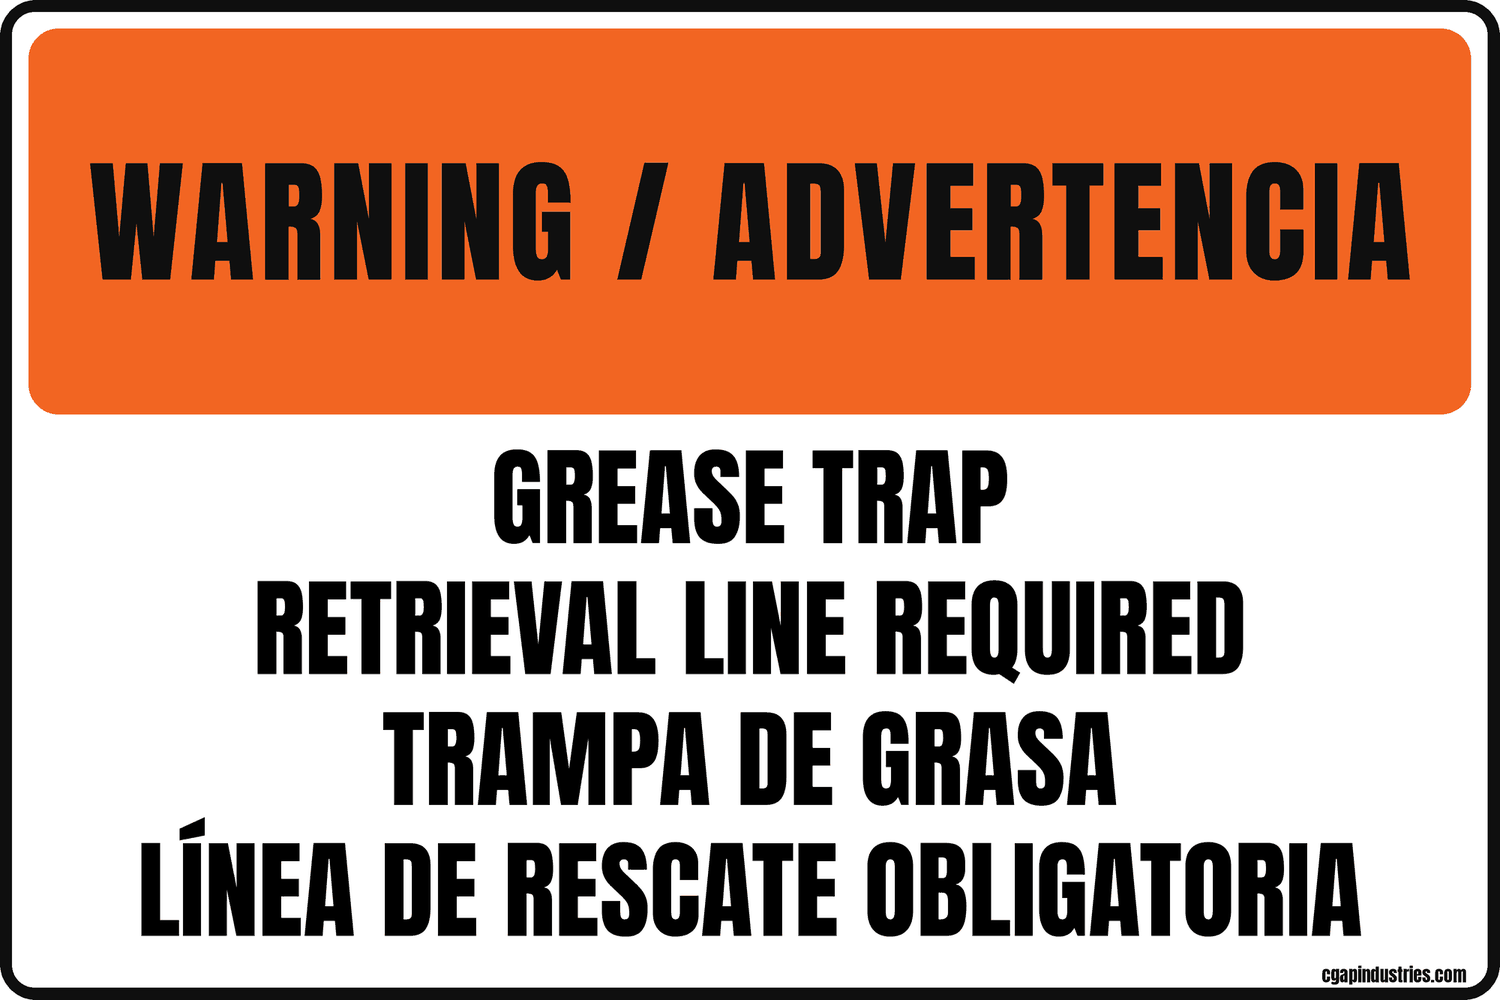 WARNING / ADVERTENCIA
GREASE TRAP
RETRIEVAL LINE REQUIRED
TRAMPA DE GRASA
LÍNEA DE RESCATE OBLIGATORIA
cgapindustries.com